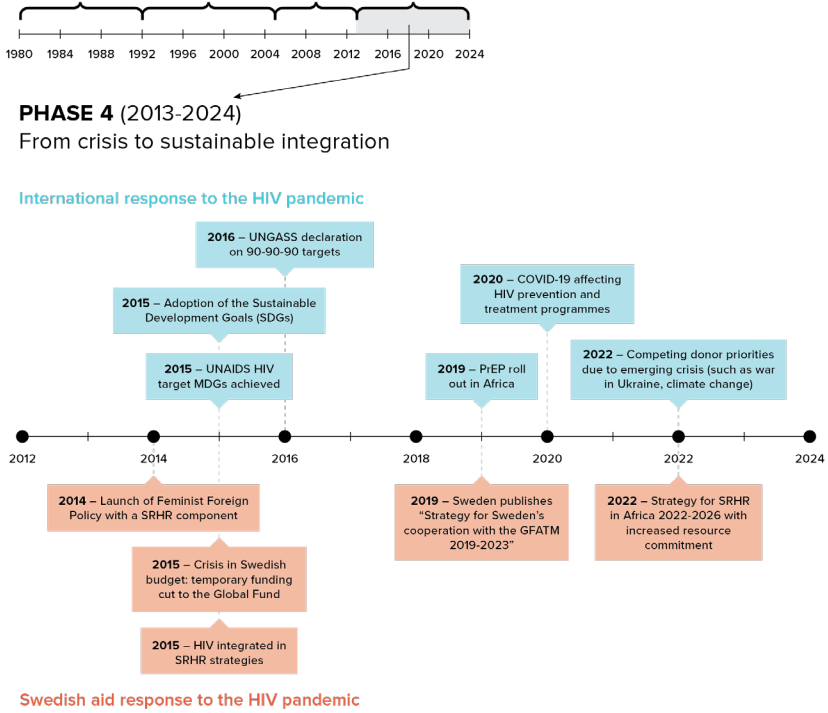 1980 1984 1988 1992 1996 2000 2004 2008 2012 2016 2020 2024
PHASE 4 (2013-2024)
From crisis to sustainable integration
International response to the HIV pandemic
2016 – UNGASS declaration
on 90-90-90 targets
2015 – Adoption of the Sustainable
Development Goals (SDGs)
2015 – UNAIDS HIV
target MDGs achieved
2020 – COVID-19 affecting
HIV prevention and
treatment programmes
2019 – PrEP roll
out in Africa
2022 – Competing donor priorities
due to emerging crisis (such as war
in Ukraine, climate change)
2012 2014 2016 2018 2020 2022 2024
2014 – Launch of Feminist Foreign
Policy with a SRHR component
2015 – Crisis in Swedish
budget: temporary funding
cut to the Global Fund
2015 – HIV integrated in
SRHR strategies
2019 – Sweden publishes
“Strategy for Sweden’s
cooperation with the GFATM
2019-2023”
2022 – Strategy for SRHR
in Africa 2022-2026 with
increased resource
commitment
Swedish aid response to the HIV pandemic